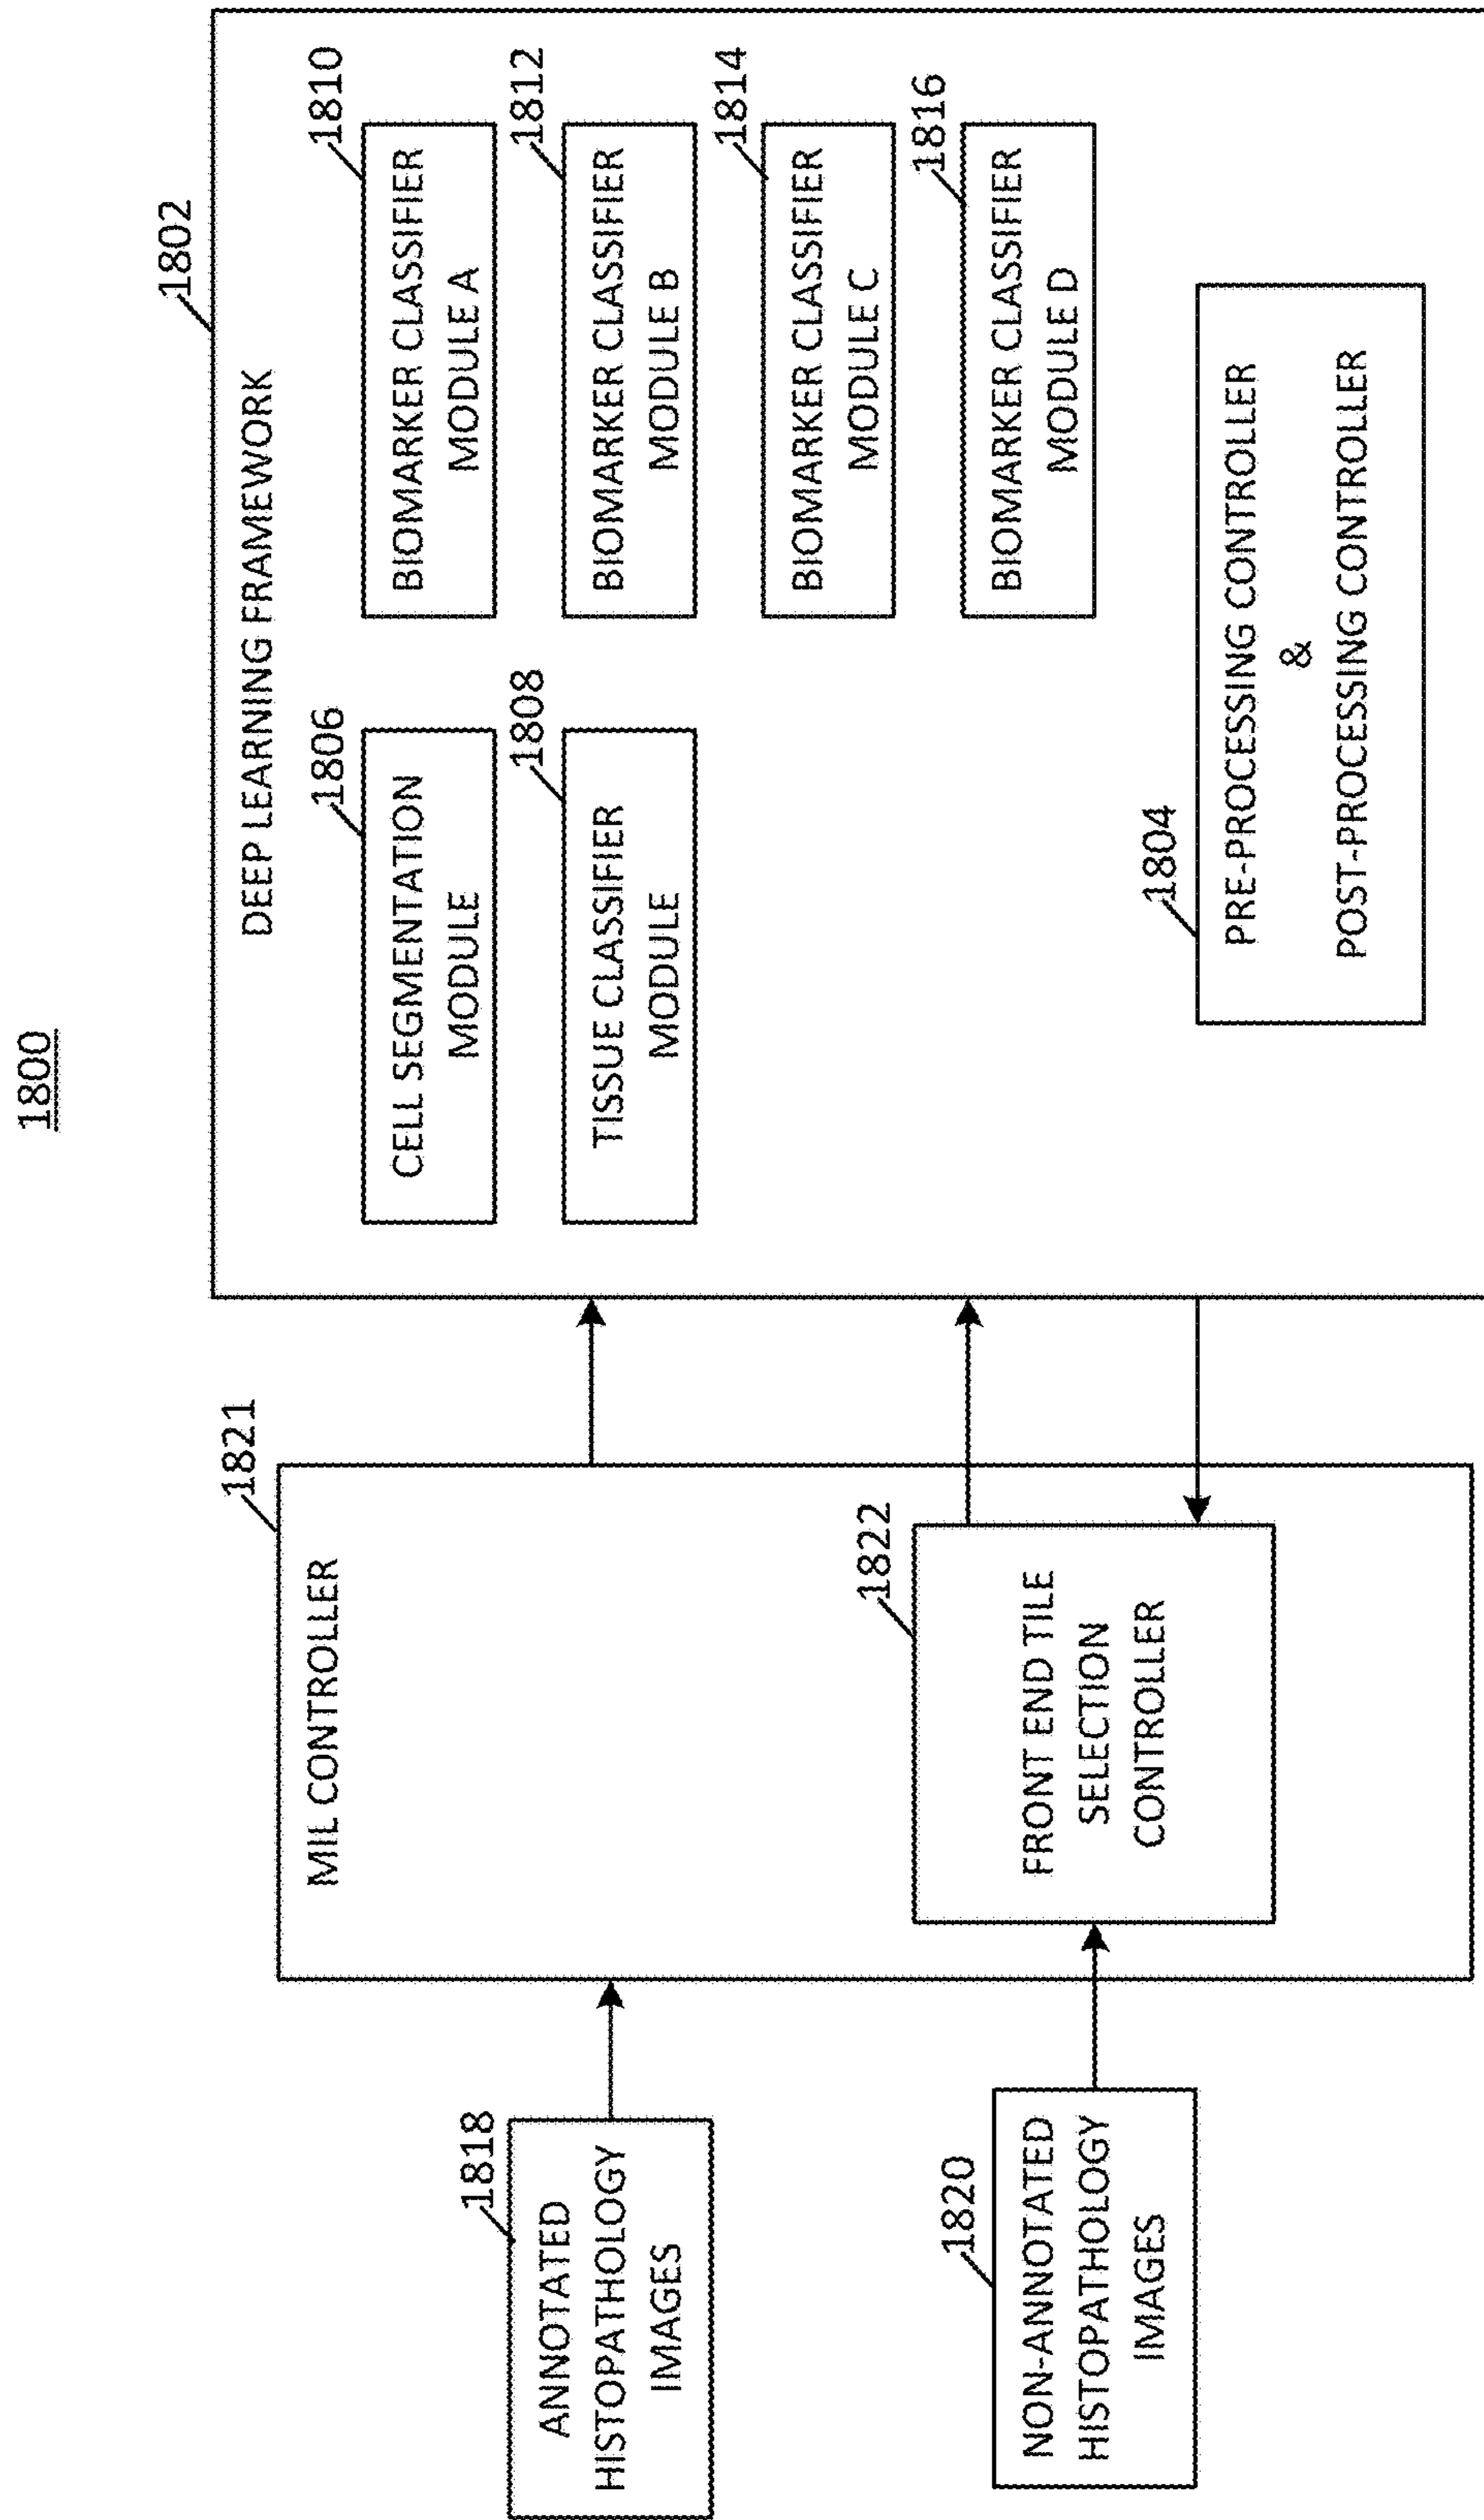 1800
1802
DEEP LEARNING FRAMEWORK
1806
CELL SEGMENTATION
MODULE
1808
TISSUE CLASSIFIER
MODULE
1810
BIOMARKER CLASSIFIER
MODULE A
1812
BIOMARKER CLASSIFIER
MODULE B
1814
BIOMARKER CLASSIFIER
MODULE C
1816
BIOMARKER CLASSIFIER
MODULE D
1804
PRE-PROCESSING CONTROLLER
&
POST-PROCESSING CONTROLLER
1821
MIL CONTROLLER
1822
FRONT END TILE
SELECTION
CONTROLLER
1818
ANNOTATED
HISTOPATHOLOGY
IMAGES
1820
NON-ANNOTATED
HISTOPATHOLOGY
IMAGES